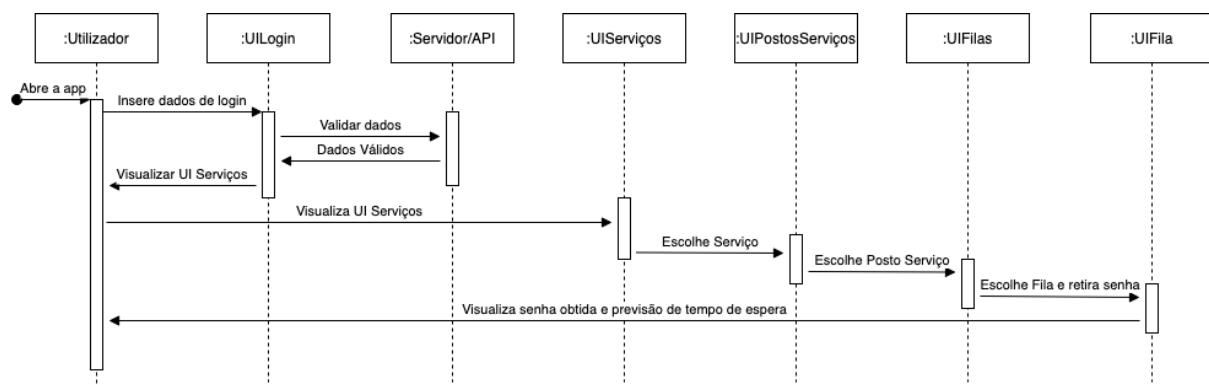 :Utilizador
:UILogin
:Servidor/API
:UIServiços
:UIPostosServiços
:UIFilas
:UIFila
Abre a app
Insere dados de login
Validar dados
Dados Válidos
Visualizar UI Serviços
Visualiza UI Serviços
Escolhe Serviço
Escolhe Posto Serviço
Escolhe Fila e retira senha
Visualiza senha obtida e previsão de tempo de espera